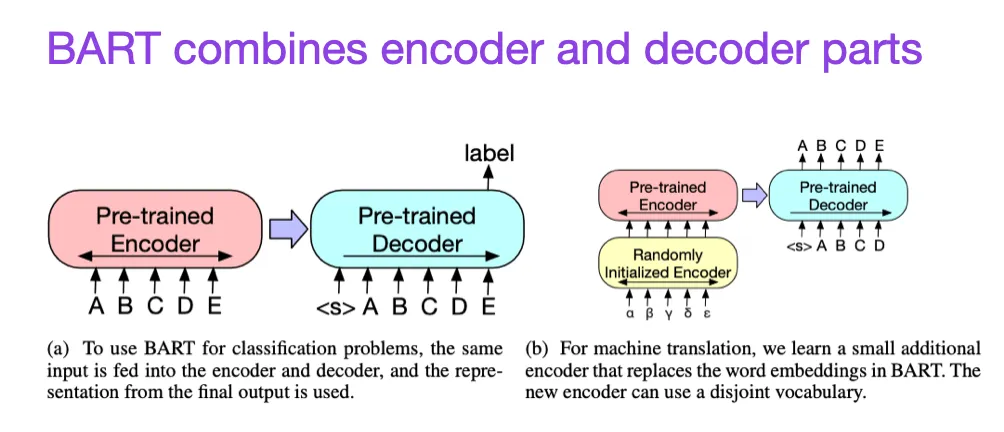 BART combines encoder and decoder parts
label
Pre-trained
Encoder
Pre-trained
Decoder
A B C D E
<s> A B C D E
(a) To use BART for classification problems, the same
input is fed into the encoder and decoder, and the repre-
sentation from the final output is used.
A B C D E
Pre-trained
Encoder
Pre-trained
Decoder
<s> A B C D
Randomly
Initialized Encoder
α β γ δ ε
(b) For machine translation, we learn a small additional
encoder that replaces the word embeddings in BART. The
new encoder can use a disjoint vocabulary.